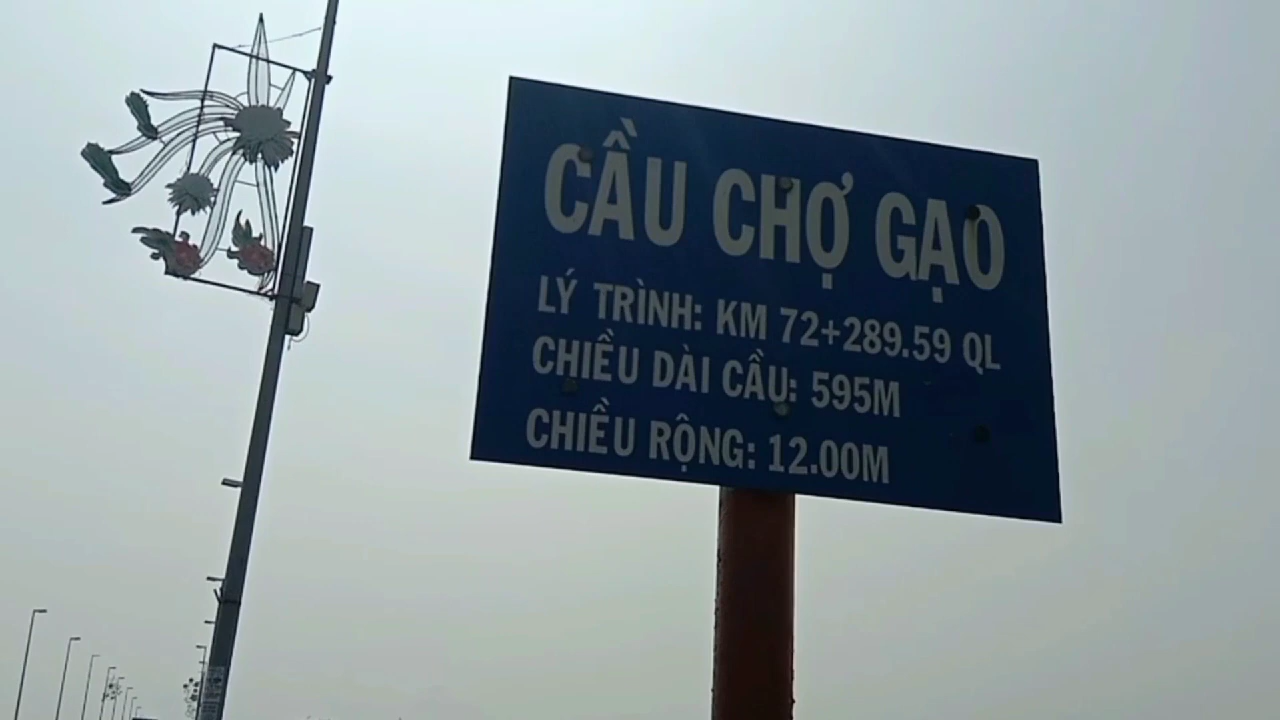 CẦU CHỢ GẠO
LÝ TRÌNH: KM 72+289.59 QL
CHIỀU DÀI CẦU: 595M
CHIỀU RỘNG: 12.00M